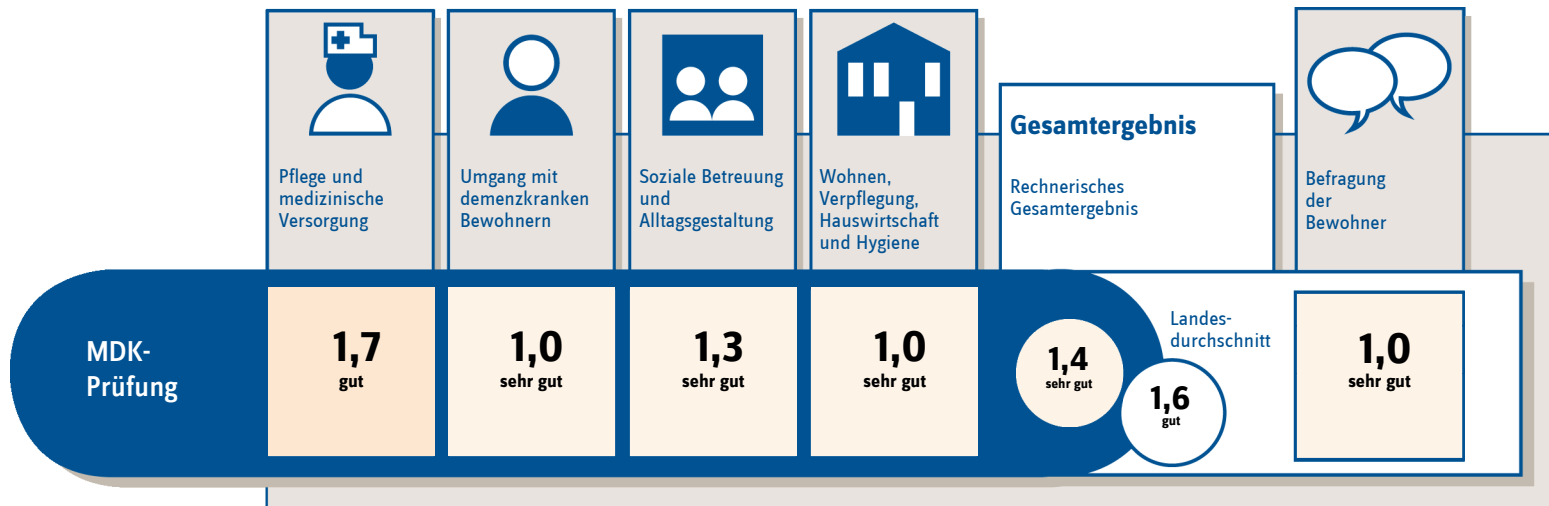 Pflege und
medizinische
Versorgung
Umgang mit
demenzkranken
Bewohnern
Soziale Betreuung
und
Alltagsgestaltung
Wohnen,
Verpflegung,
Hauswirtschaft
und Hygiene
Gesamtergebnis
Rechnerisches
Gesamtergebnis
Befragung
der
Bewohner
MDK-
Prüfung
1,7
gut
1,0
sehr gut
1,3
sehr gut
1,0
sehr gut
1,4
sehr gut
Landes-
durchschnitt
1,6
gut
1,0
sehr gut